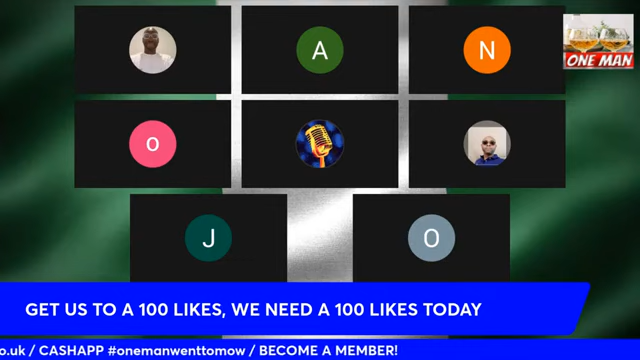 A
N
ONE MAN
O
J
O
GET US TO A 100 LIKES, WE NEED A 100 LIKES TODAY
o.uk / CASHAPP #onemanwenttomow / BECOME A MEMBER!